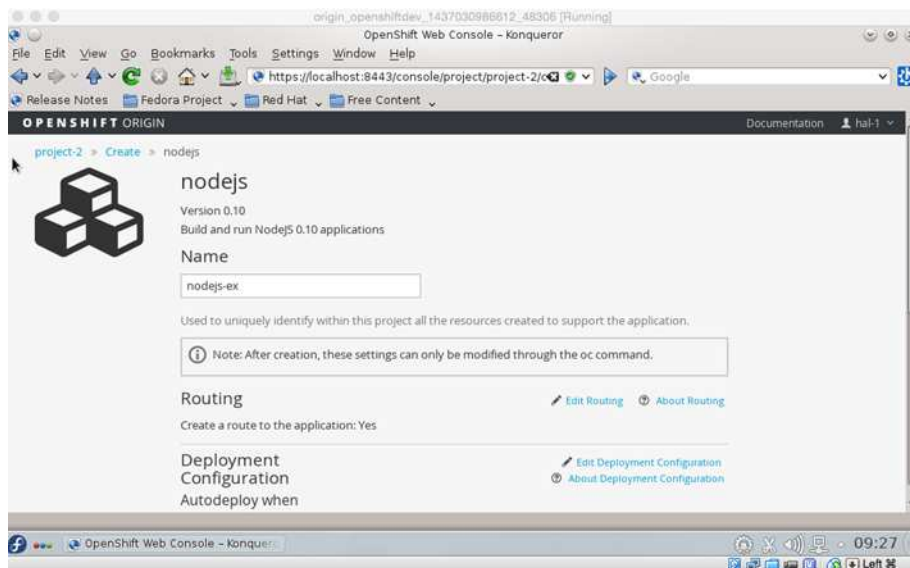 origin_openshiftdev_1437030986612_48306 [Running]
OpenShift Web Console – Konqueror
File Edit View Go Bookmarks Tools Settings Window Help
https://localhost:8443/console/project/project-2/c
Google
Release Notes Fedora Project Red Hat Free Content
OPENSHIFT ORIGIN Documentation hal-1
project-2 » Create » nodejs
nodejs
Version 0.10
Build and run NodeJS 0.10 applications
Name
nodejs-ex
Used to uniquely identify within this project all the resources created to support the application.
Note: After creation, these settings can only be modified through the oc command.
Routing
Edit Routing About Routing
Create a route to the application: Yes
Deployment
Configuration
Edit Deployment Configuration
About Deployment Configuration
Autodeploy when
OpenShift Web Console – Konquer
09:27
Left ⌘